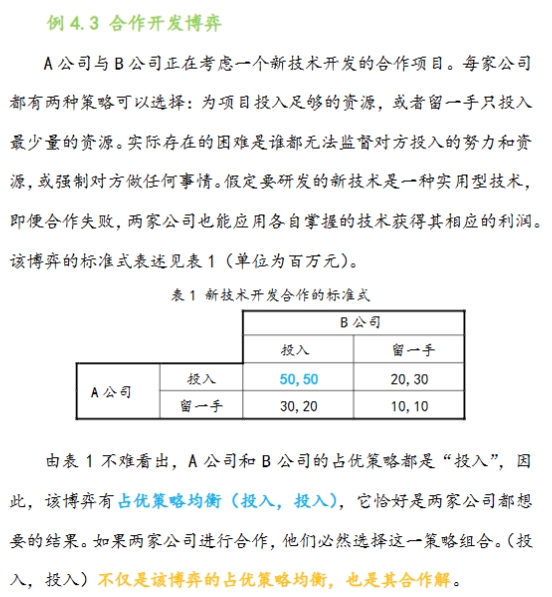 例 4.3 合作开发博弈
A 公司与 B 公司正在考虑一个新技术开发的合作项目。每家公司
都有两种策略可以选择：为项目投入足够的资源，或者留一手只投入
最少量的资源。实际存在的困难是谁都无法监督对方投入的努力和资
源，或强制对方做任何事情。假定要研发的新技术是一种实用型技术，
即便合作失败，两家公司也能应用各自掌握的技术获得其相应的利润。
该博弈的标准式表述见表 1（单位为百万元）。
表 1 新技术开发合作的标准式
B 公司
投入 留一手
A 公司 投入 50,50 20,30
留一手 30,20 10,10
由表 1 不难看出，A 公司和 B 公司的占优策略都是“投入”，因
此，该博弈有占优策略均衡（投入，投入），它恰好是两家公司都想
要的结果。如果两家公司进行合作，他们必然选择这一策略组合。（投
入，投入）不仅是该博弈的占优策略均衡，也是其合作解。